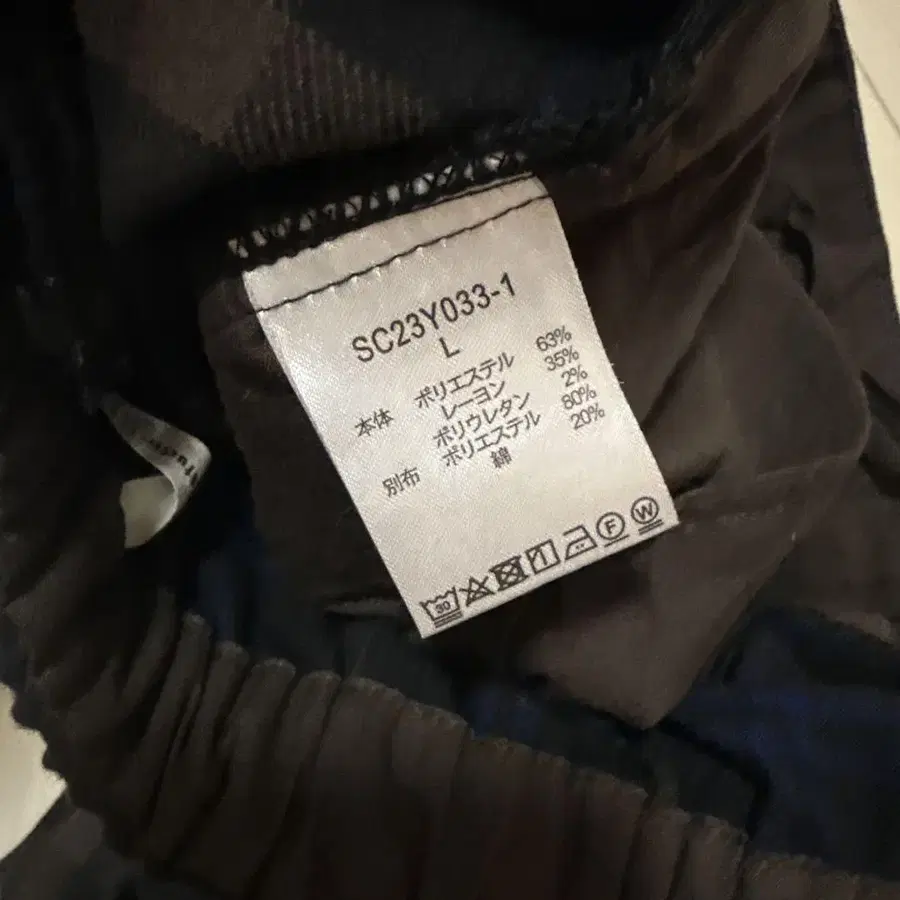 SC23Y033-1
L
本体 ポリエステル 63%
レーヨン 35%
ポリウレタン 2%
別布 ポリエステル 80%
綿 20%
30 F W